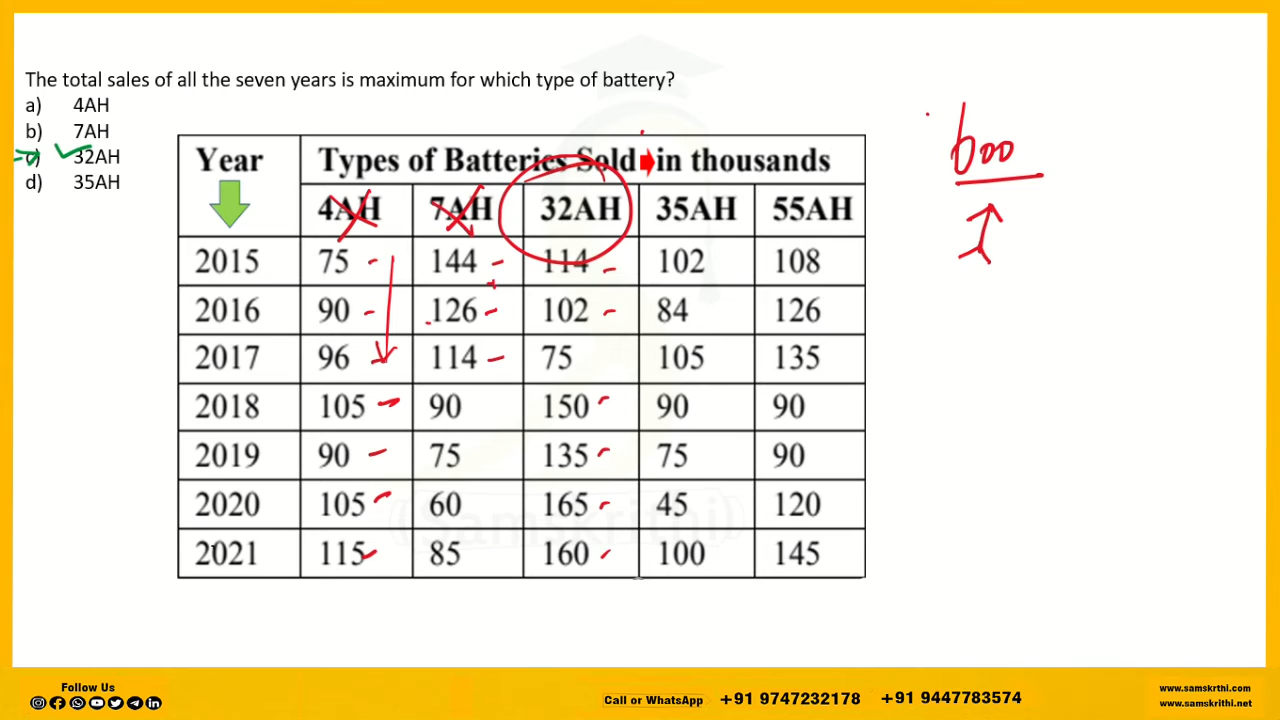 The total sales of all the seven years is maximum for which type of battery?
a) 4AH
b) 7AH
32AH
d) 35AH
600
Year Types of Batteries Sold in thousands
4AH 7AH 32AH 35AH 55AH
2015 75 144 114 102 108
2016 90 126 102 84 126
2017 96 114 75 105 135
2018 105 90 150 90 90
2019 90 75 135 75 90
2020 105 60 165 45 120
2021 115 85 160 100 145
(Samskrithi)
Follow Us
Call or WhatsApp +91 9747232178 +91 9447783574
www.samskrthi.com
www.samskrithi.net